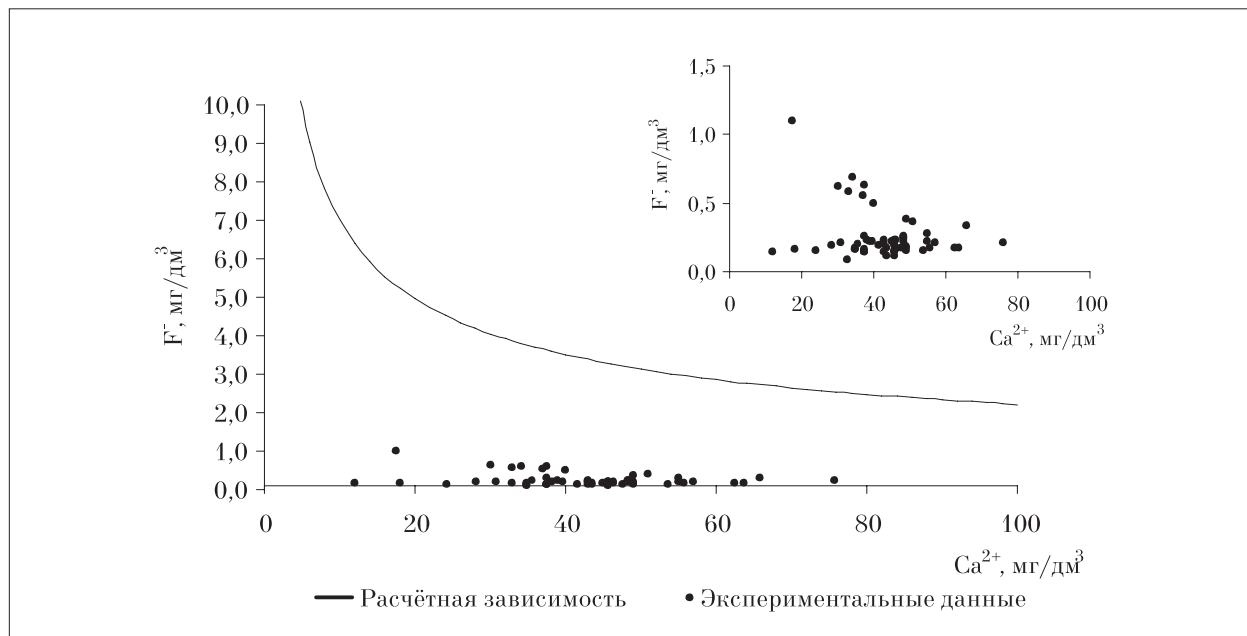 1,5
1,0
0,5
0,0
F⁻, мг/дм³
0 20 40 60 80 100
Ca²⁺, мг/дм³
10,0
9,0
8,0
7,0
6,0
5,0
4,0
3,0
2,0
1,0
0,0
F⁻, мг/дм³
0 20 40 60 80 100
Ca²⁺, мг/дм³
Расчётная зависимость Экспериментальные данные